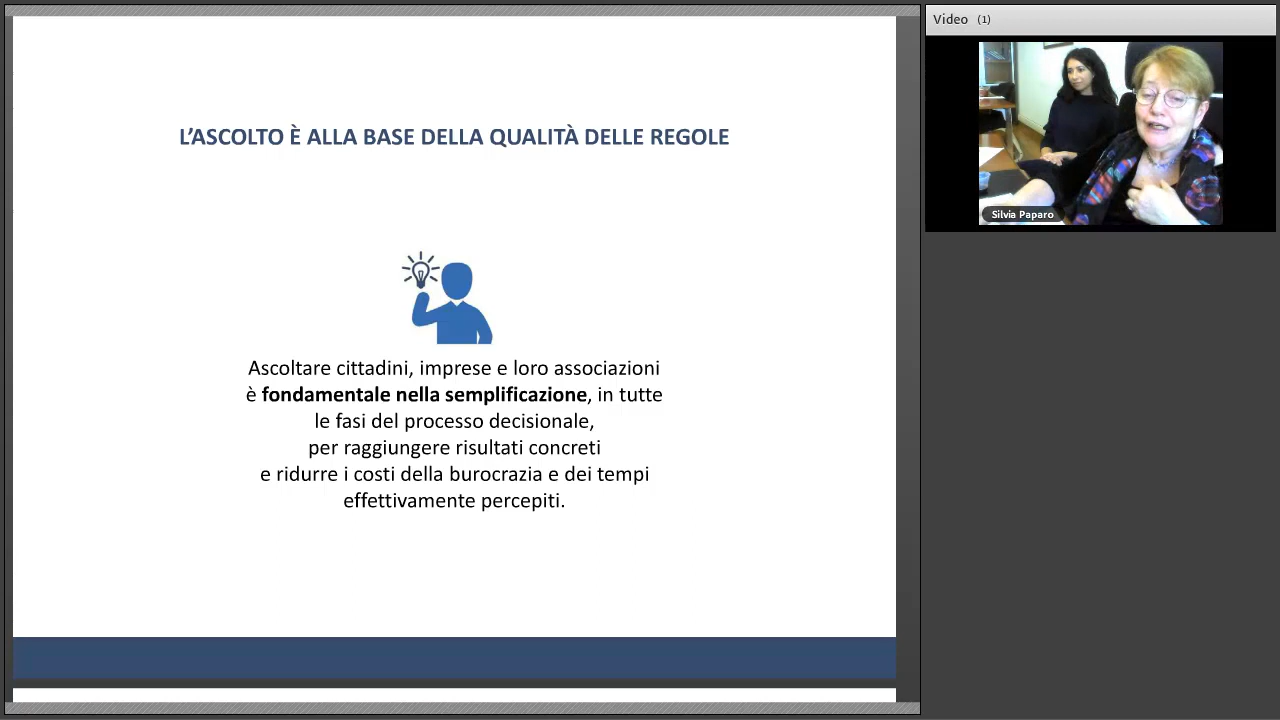 L’ASCOLTO È ALLA BASE DELLA QUALITÀ DELLE REGOLE
Ascoltare cittadini, imprese e loro associazioni
è fondamentale nella semplificazione, in tutte
le fasi del processo decisionale,
per raggiungere risultati concreti
e ridurre i costi della burocrazia e dei tempi
effettivamente percepiti.
Video (1)
Silvia Paparo